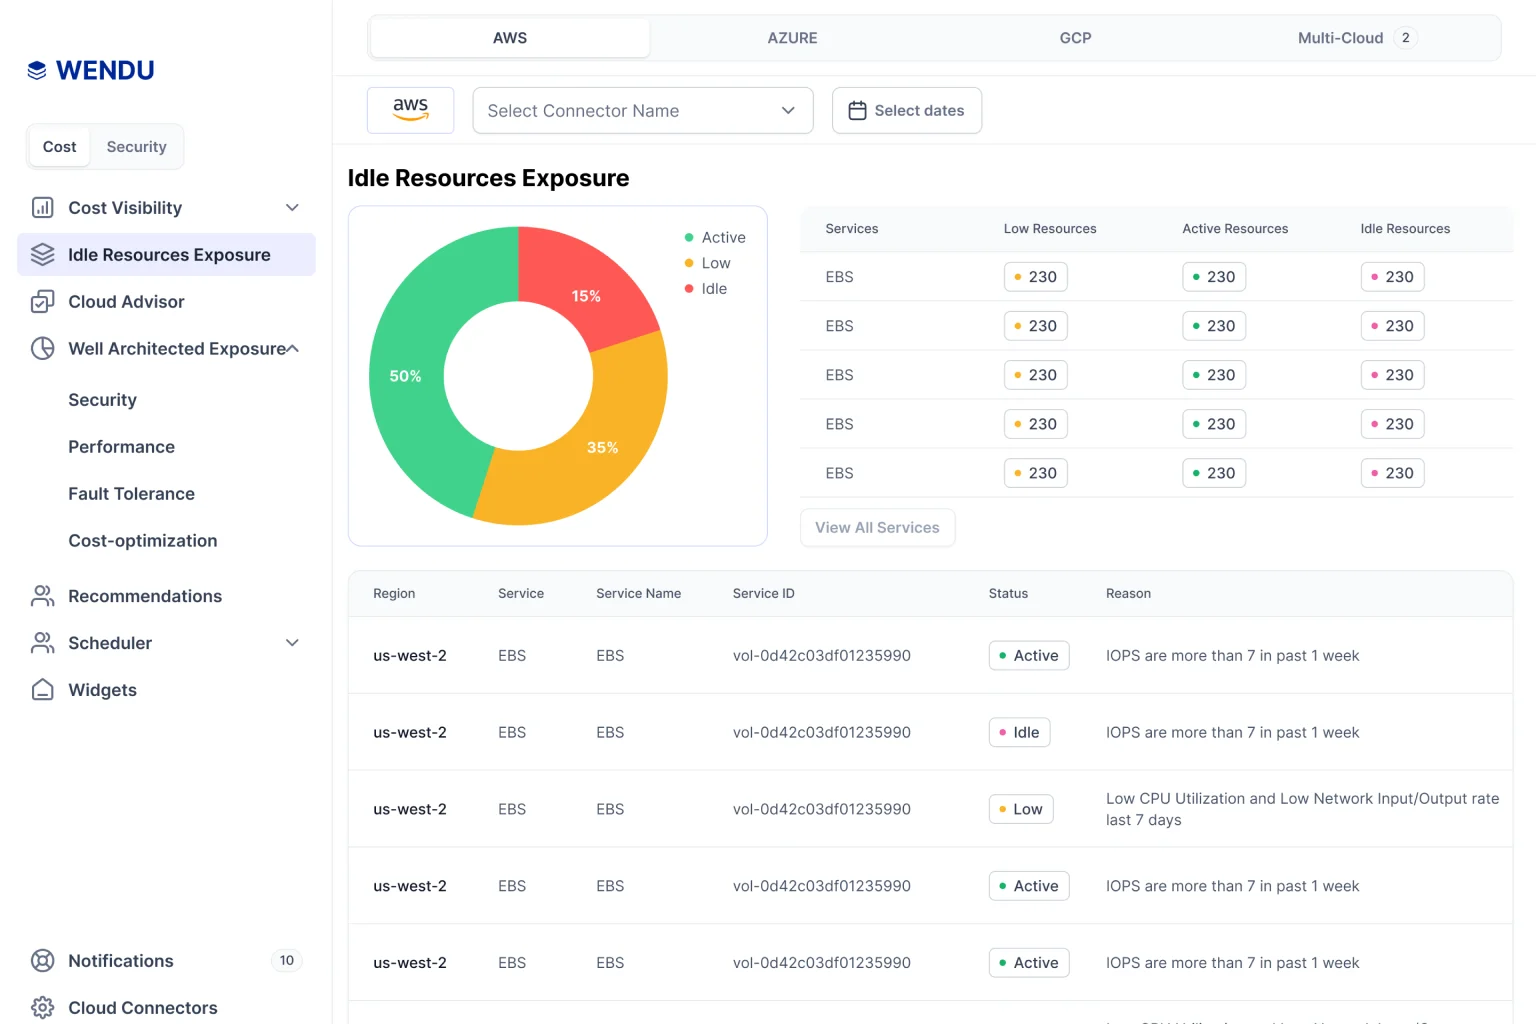 WENDU
Cost Security
Cost Visibility
Idle Resources Exposure
Cloud Advisor
Well Architected Exposure
Security
Performance
Fault Tolerance
Cost-optimization
Recommendations
Scheduler
Widgets
Notifications 10
Cloud Connectors
AWS AZURE GCP Multi-Cloud 2
aws Select Connector Name Select dates
Idle Resources Exposure
Active
Low
Idle
15%
50%
35%
Services Low Resources Active Resources Idle Resources
EBS 230 230 230
EBS 230 230 230
EBS 230 230 230
EBS 230 230 230
EBS 230 230 230
View All Services
Region Service Service Name Service ID Status Reason
us-west-2 EBS EBS vol-0d42c03df01235990 Active IOPS are more than 7 in past 1 week
us-west-2 EBS EBS vol-0d42c03df01235990 Idle IOPS are more than 7 in past 1 week
us-west-2 EBS EBS vol-0d42c03df01235990 Low Low CPU Utilization and Low Network Input/Output rate
last 7 days
us-west-2 EBS EBS vol-0d42c03df01235990 Active IOPS are more than 7 in past 1 week
us-west-2 EBS EBS vol-0d42c03df01235990 Active IOPS are more than 7 in past 1 week